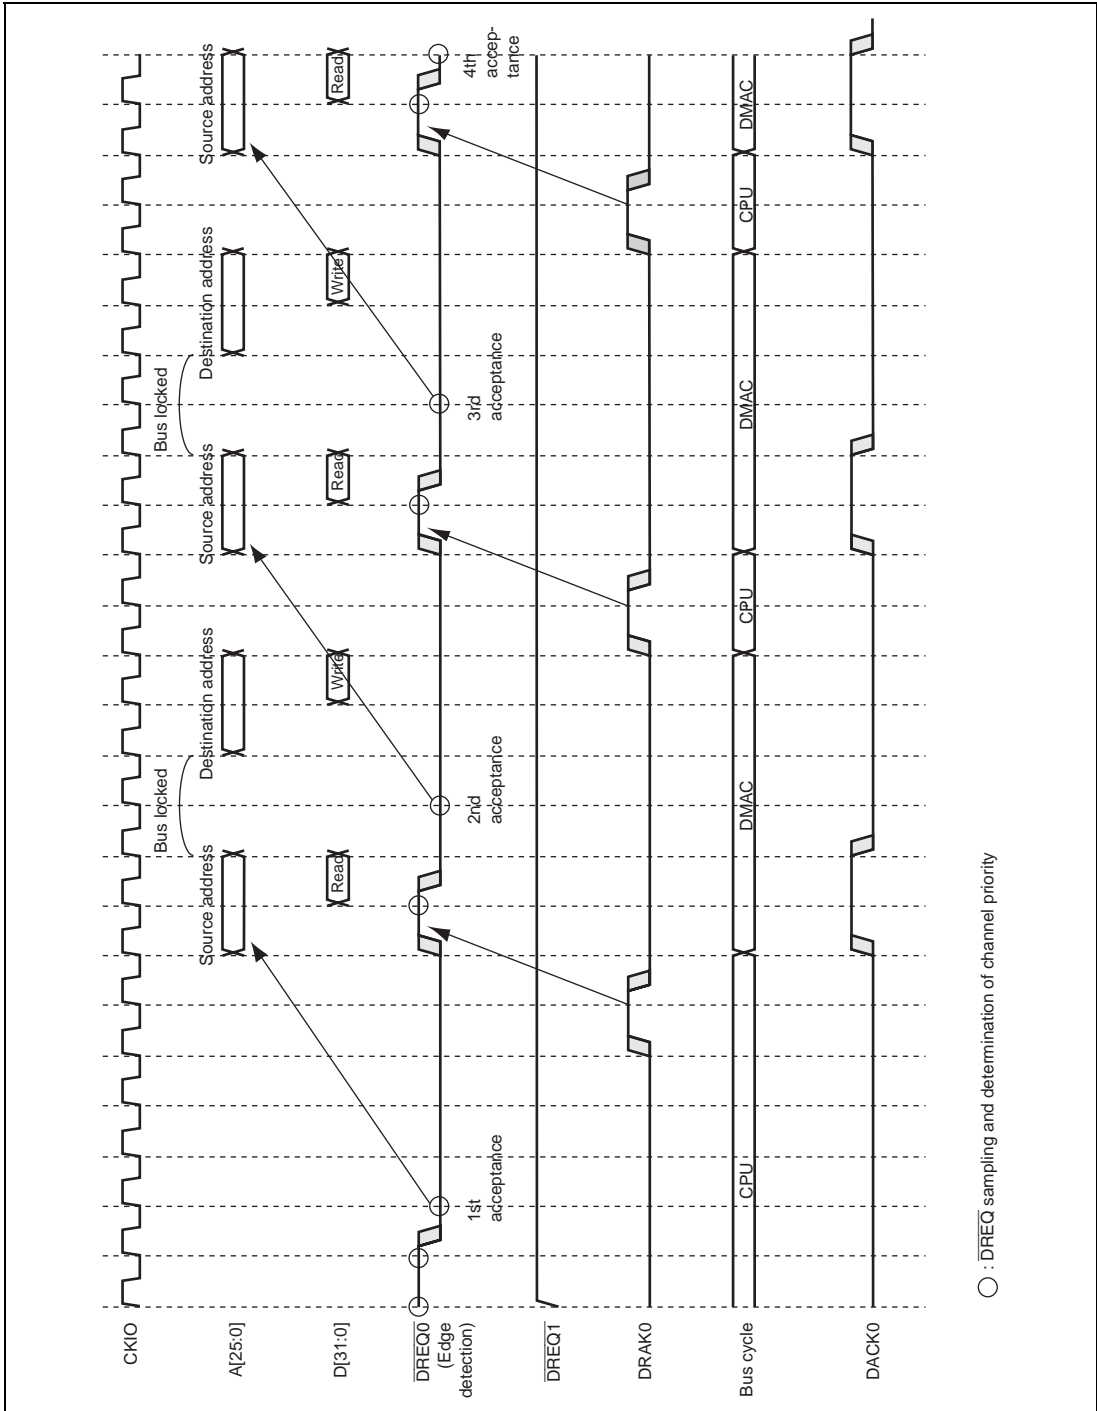 CKIO
A[25:0]
Source address
Bus locked
Destination address
Source address
Bus locked
Destination address
Source address
D[31:0]
Read
Write
Read
Write
Read
DREQ0
(Edge
detection)
1st
acceptance
2nd
acceptance
3rd
acceptance
4th
accep-
tance
DREQ1
DRAK0
Bus cycle
CPU
DMAC
CPU
DMAC
CPU
DMAC
DACK0
: DREQ sampling and determination of channel priority